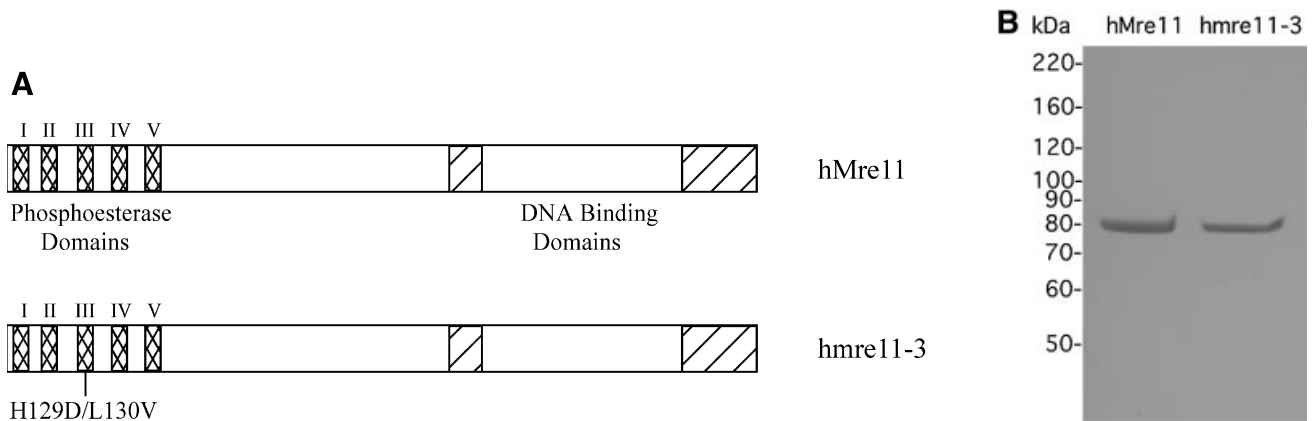 A
I II III IV V
hMre11
Phosphoesterase
Domains
DNA Binding
Domains
I II III IV V
hmre11-3
H129D/L130V
B kDa hMre11 hmre11-3
220-
160-
120-
100-
90-
80-
70-
60-
50-